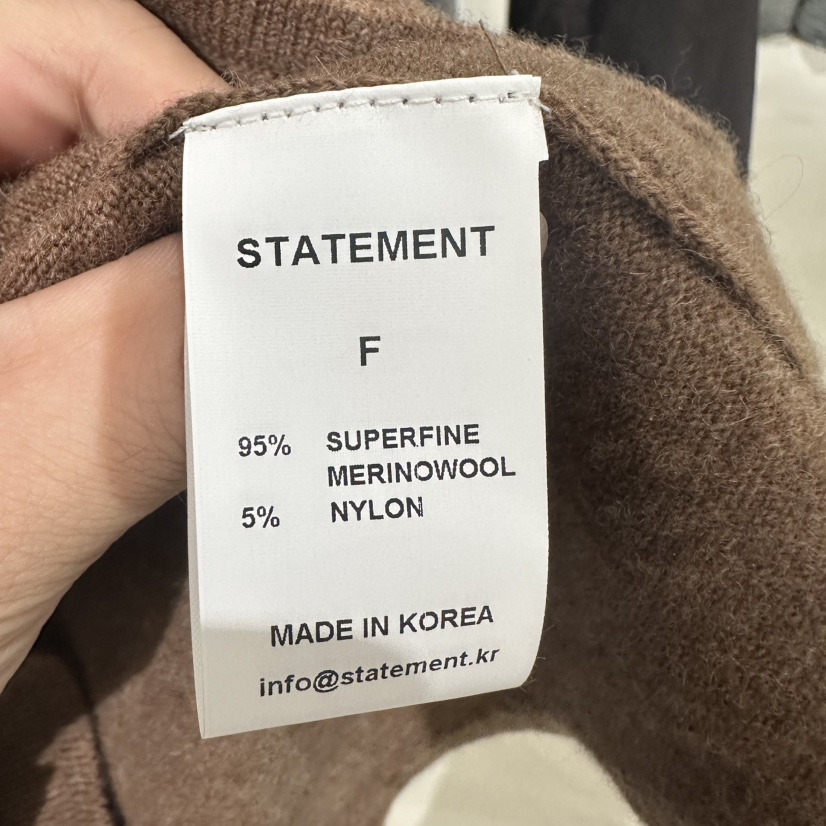 STATEMENT
F
95% SUPERFINE
MERINOWOOL
5% NYLON
MADE IN KOREA
info@statement.kr